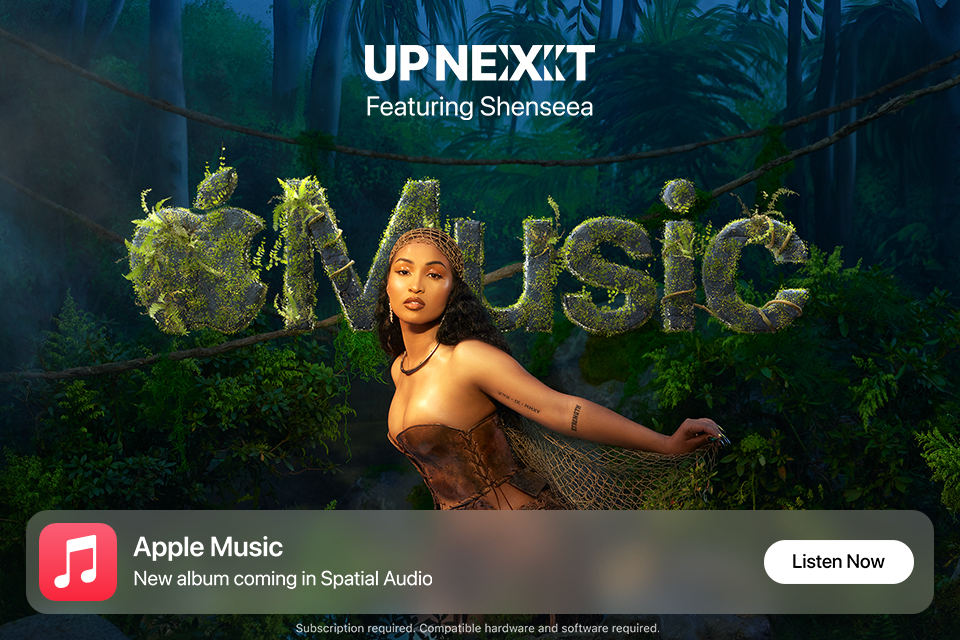 UP NEXT
Featuring Shenseea
Music
Apple Music
New album coming in Spatial Audio
Listen Now
Subscription required. Compatible hardware and software required.